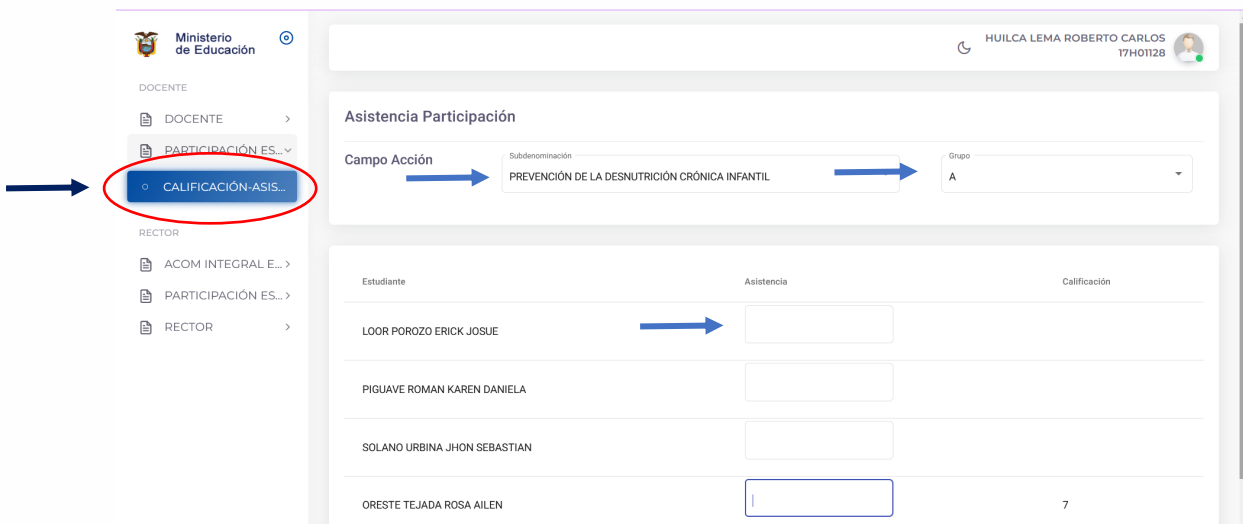 Ministerio
de Educación
HUILCA LEMA ROBERTO CARLOS
17H01128
DOCENTE
DOCENTE
PARTICIPACIÓN ES...
CALIFICACIÓN-ASIS...
RECTOR
ACOM INTEGRAL E...
PARTICIPACIÓN ES...
RECTOR
Asistencia Participación
Campo Acción
Subdenominación
PREVENCIÓN DE LA DESNUTRICIÓN CRÓNICA INFANTIL
Grupo
A
Estudiante Asistencia Calificación
LOOR POROZO ERICK JOSUE
PIGUAVE ROMAN KAREN DANIELA
SOLANO URBINA JHON SEBASTIAN
ORESTE TEJADA ROSA AILEN 7